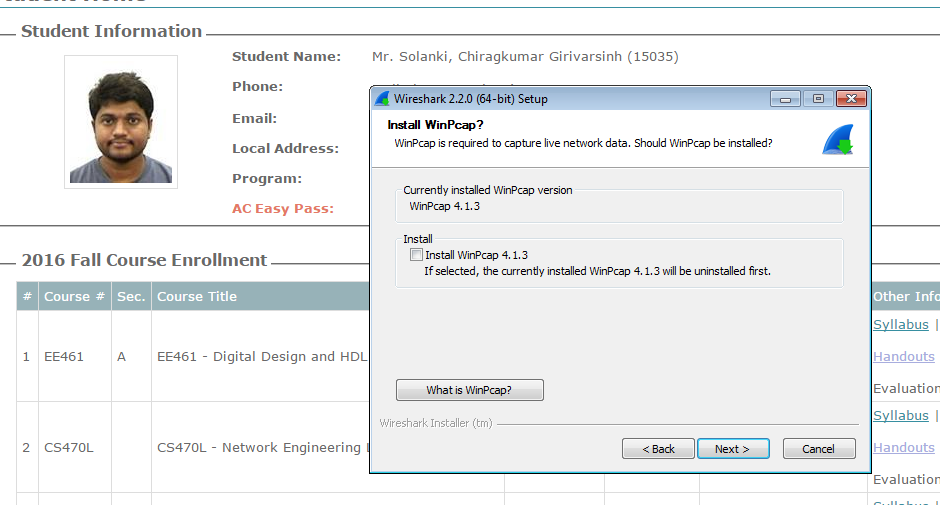 Student Information
Student Name: Mr. Solanki, Chiragkumar Girivarsinh (15035)
Phone:
Email:
Local Address:
Program:
AC Easy Pass:
2016 Fall Course Enrollment
# Course # Sec. Course Title Other Info
1 EE461 A EE461 - Digital Design and HDL
Syllabus |
Handouts
Evaluation
2 CS470L CS470L - Network Engineering
Syllabus |
Handouts
Evaluation
Wireshark 2.2.0 (64-bit) Setup
Install WinPcap?
WinPcap is required to capture live network data. Should WinPcap be installed?
Currently installed WinPcap version
WinPcap 4.1.3
Install
Install WinPcap 4.1.3
If selected, the currently installed WinPcap 4.1.3 will be uninstalled first.
What is WinPcap?
Wireshark Installer (tm)
< Back Next > Cancel